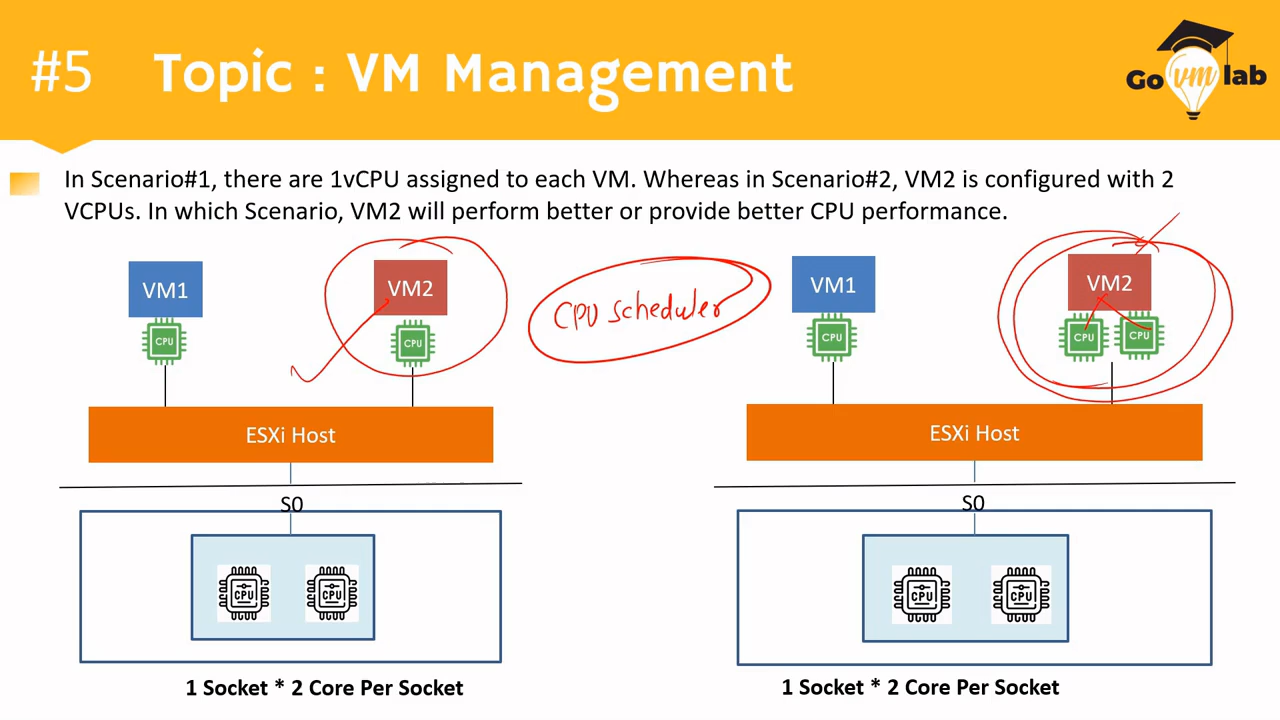 #5 Topic : VM Management
Go vm lab
In Scenario#1, there are 1vCPU assigned to each VM. Whereas in Scenario#2, VM2 is configured with 2
VCPUs. In which Scenario, VM2 will perform better or provide better CPU performance.
VM1
VM2
CPU
CPU
CPU scheduler
VM1
VM2
CPU
CPU
CPU
ESXi Host
ESXi Host
S0
S0
CPU
CPU
CPU
CPU
1 Socket * 2 Core Per Socket
1 Socket * 2 Core Per Socket